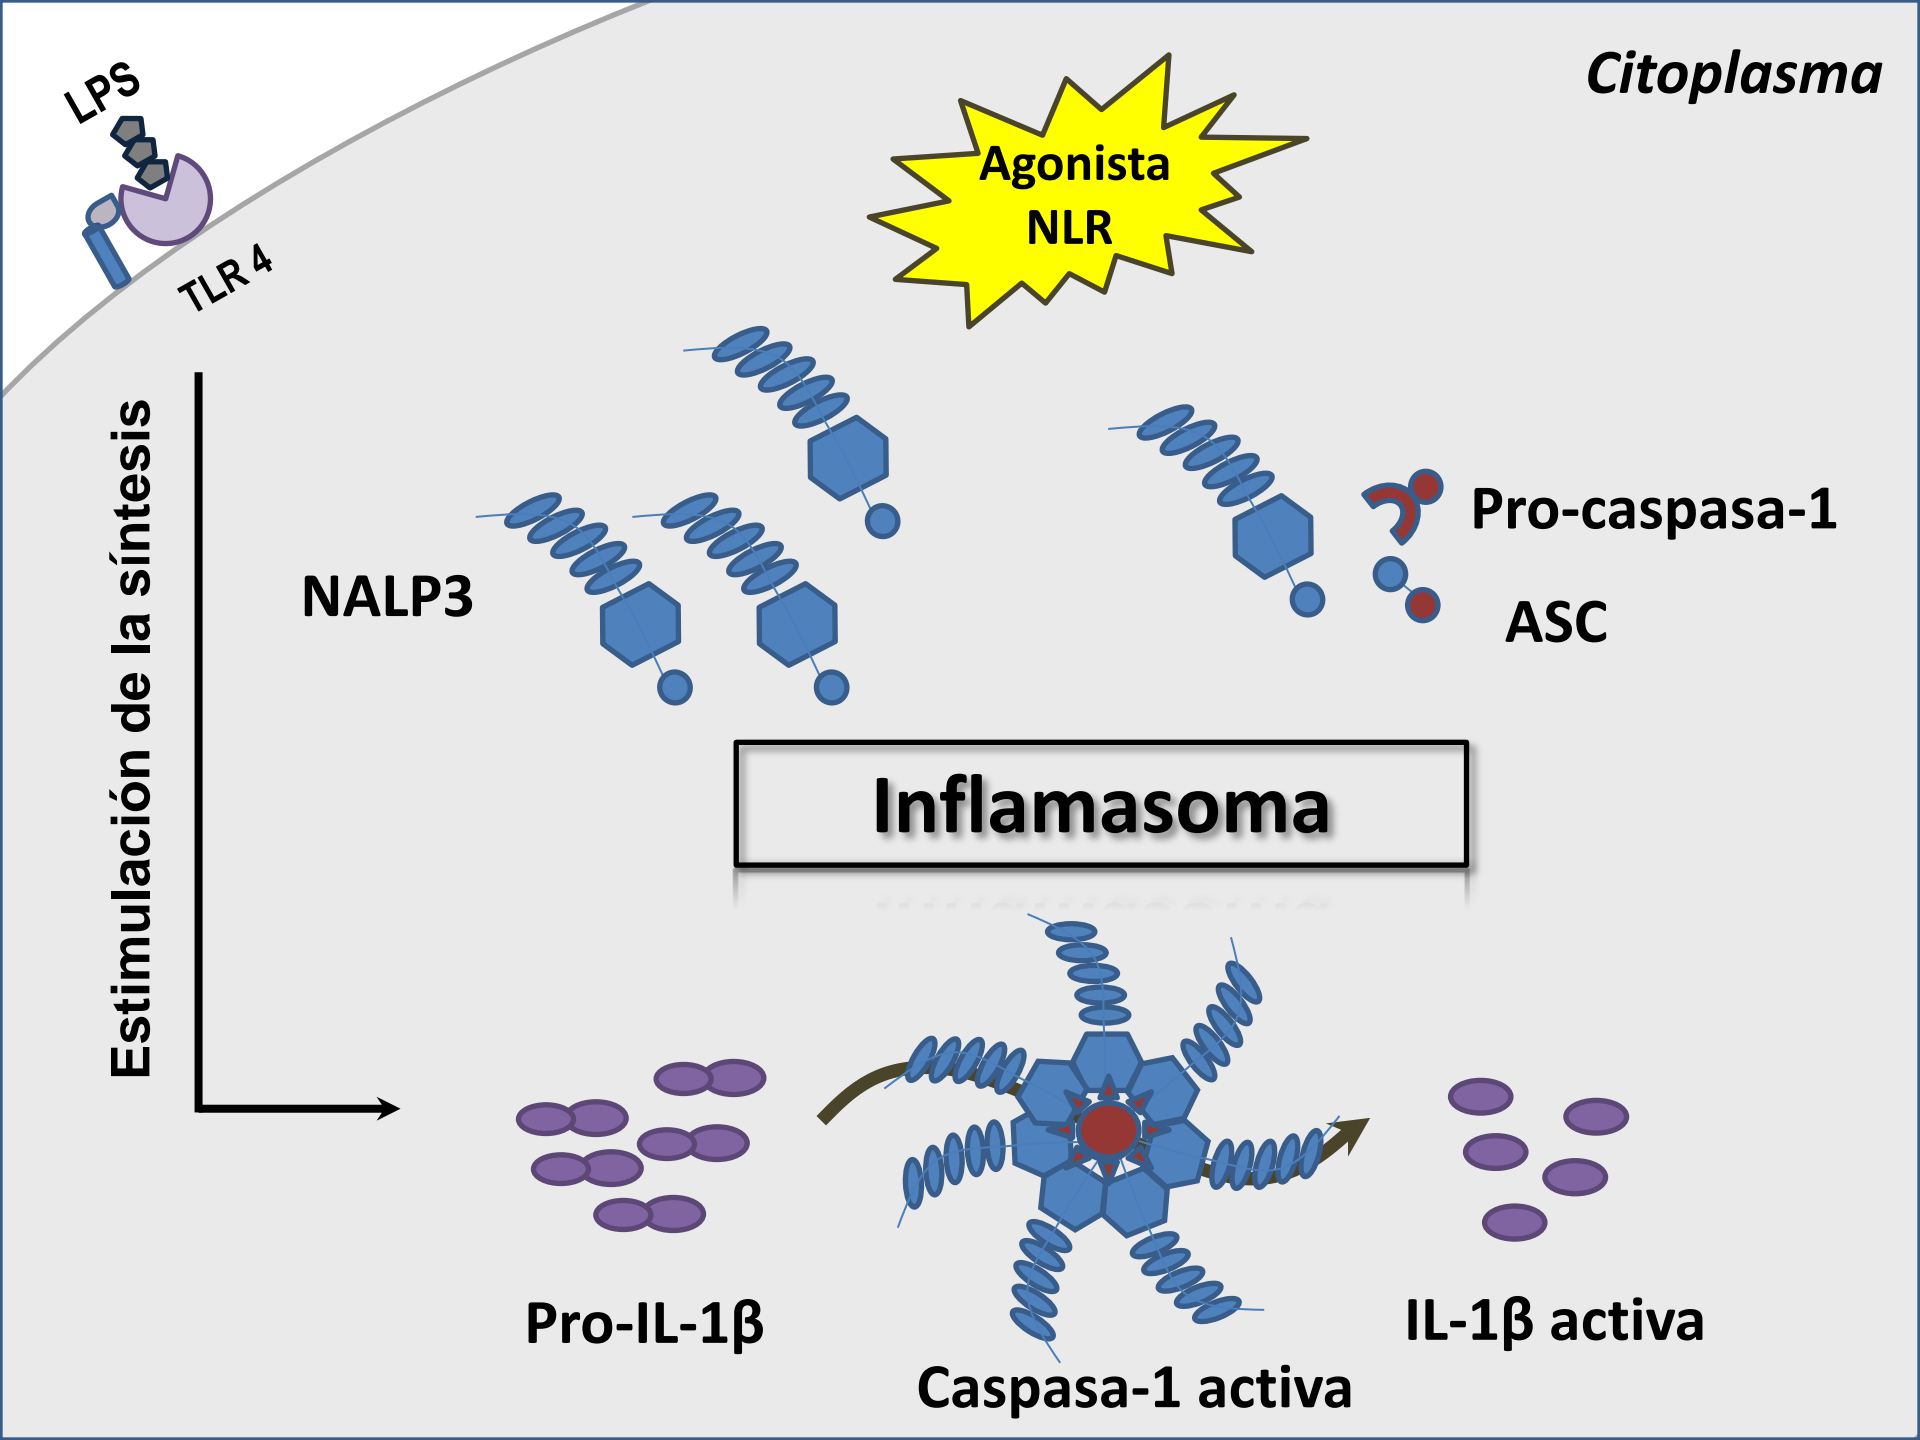 LPS
TLR 4
Citoplasma
Agonista
NLR
Estimulación de la síntesis
NALP3
Pro-caspasa-1
ASC
Inflamasoma
Pro-IL-1β
Caspasa-1 activa
IL-1β activa